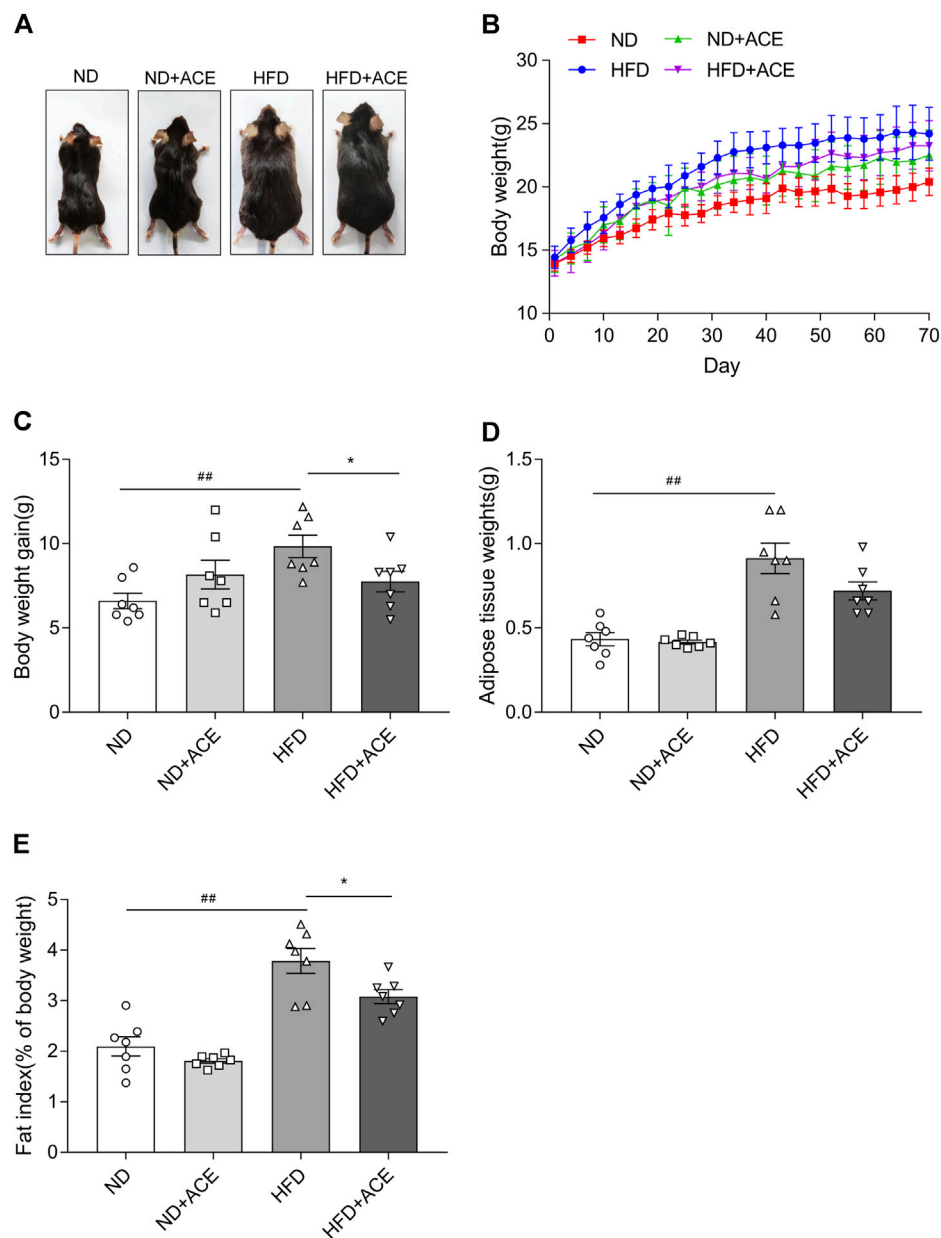 A
ND
ND+ACE
HFD
HFD+ACE
B
ND
ND+ACE
HFD
HFD+ACE
Body weight(g)
30
25
20
15
10
0
10
20
30
40
50
60
70
Day
C
Body weight gain(g)
15
10
5
0
##
*
ND
ND+ACE
HFD
HFD+ACE
D
Adipose tissue weights(g)
1.5
1.0
0.5
0.0
##
ND
ND+ACE
HFD
HFD+ACE
E
Fat index(% of body weight)
5
4
3
2
1
0
##
*
ND
ND+ACE
HFD
HFD+ACE